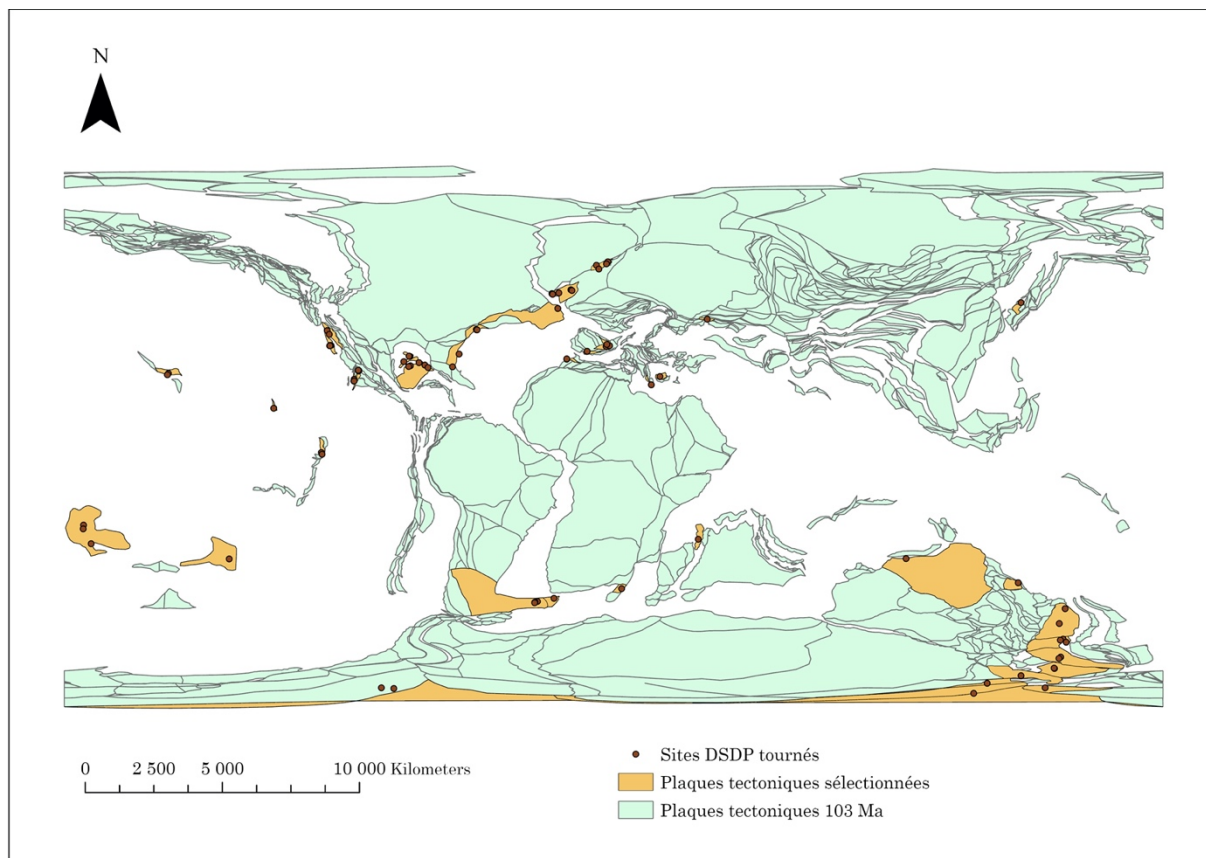 N
0 2 500 5 000 10 000 Kilometers
Sites DSDP tournés
Plaques tectoniques sélectionnées
Plaques tectoniques 103 Ma